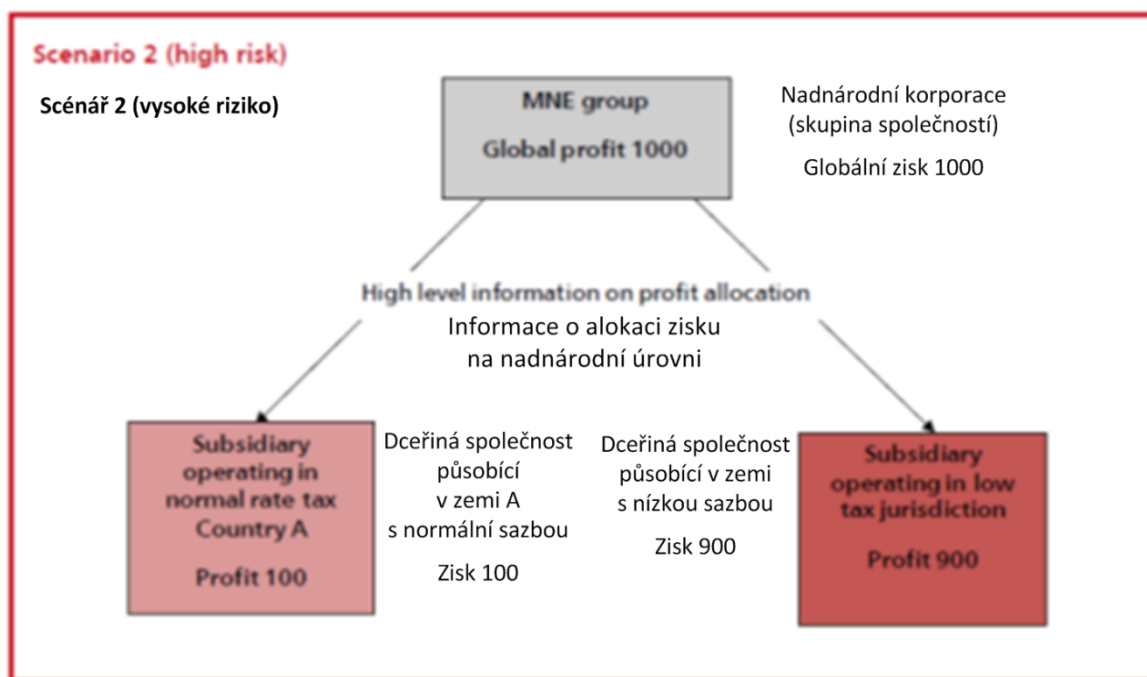 Scenario 2 (high risk)
Scénář 2 (vysoké riziko)
MNE group
Global profit 1000
Nadnárodní korporace
(skupina společností)
Globální zisk 1000
High level information on profit allocation
Informace o alokaci zisku
na nadnárodní úrovni
Subsidiary
operating in
normal rate tax
Country A
Profit 100
Dceřiná společnost
působící
v zemi A
s normální sazbou
Zisk 100
Dceřiná společnost
působící v zemi
s nízkou sazbou
Zisk 900
Subsidiary
operating in low
tax jurisdiction
Profit 900